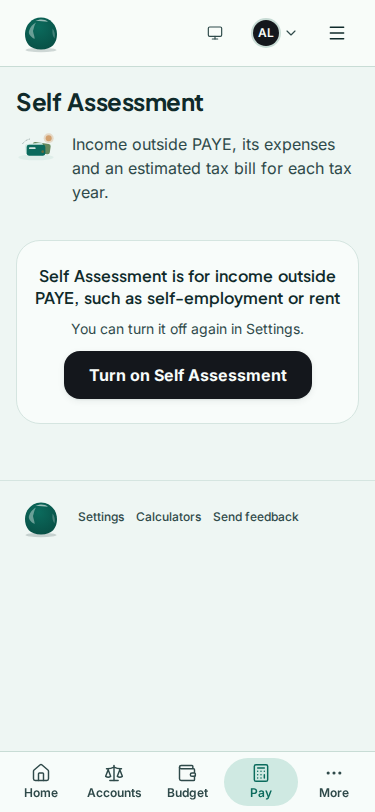 AL
Self Assessment
Income outside PAYE, its expenses
and an estimated tax bill for each tax
year.
Self Assessment is for income outside
PAYE, such as self-employment or rent
You can turn it off again in Settings.
Turn on Self Assessment
Settings Calculators Send feedback
Home Accounts Budget Pay More